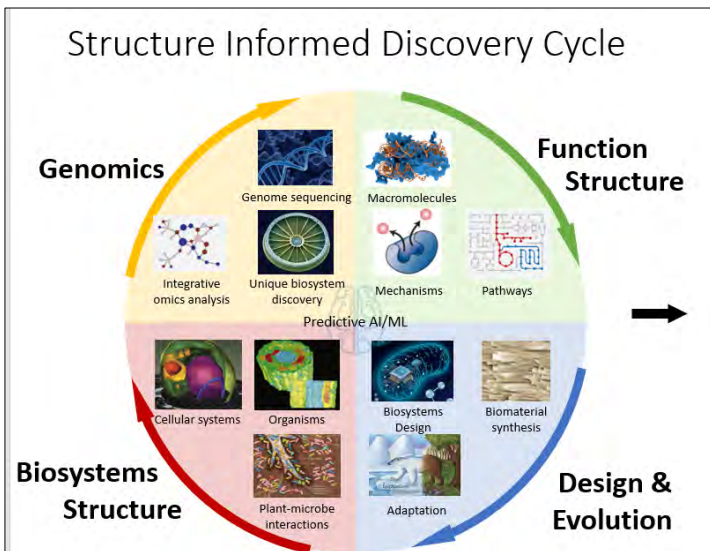 Structure Informed Discovery Cycle
Genomics
Function
Structure
Genome sequencing
Macromolecules
Integrative
omics analysis
Unique biosystem
discovery
Mechanisms
Pathways
Predictive AI/ML
Cellular systems
Organisms
Biosystems
Design
Biomaterial
synthesis
Plant-microbe
interactions
Adaptation
Biosystems
Structure
Design &
Evolution